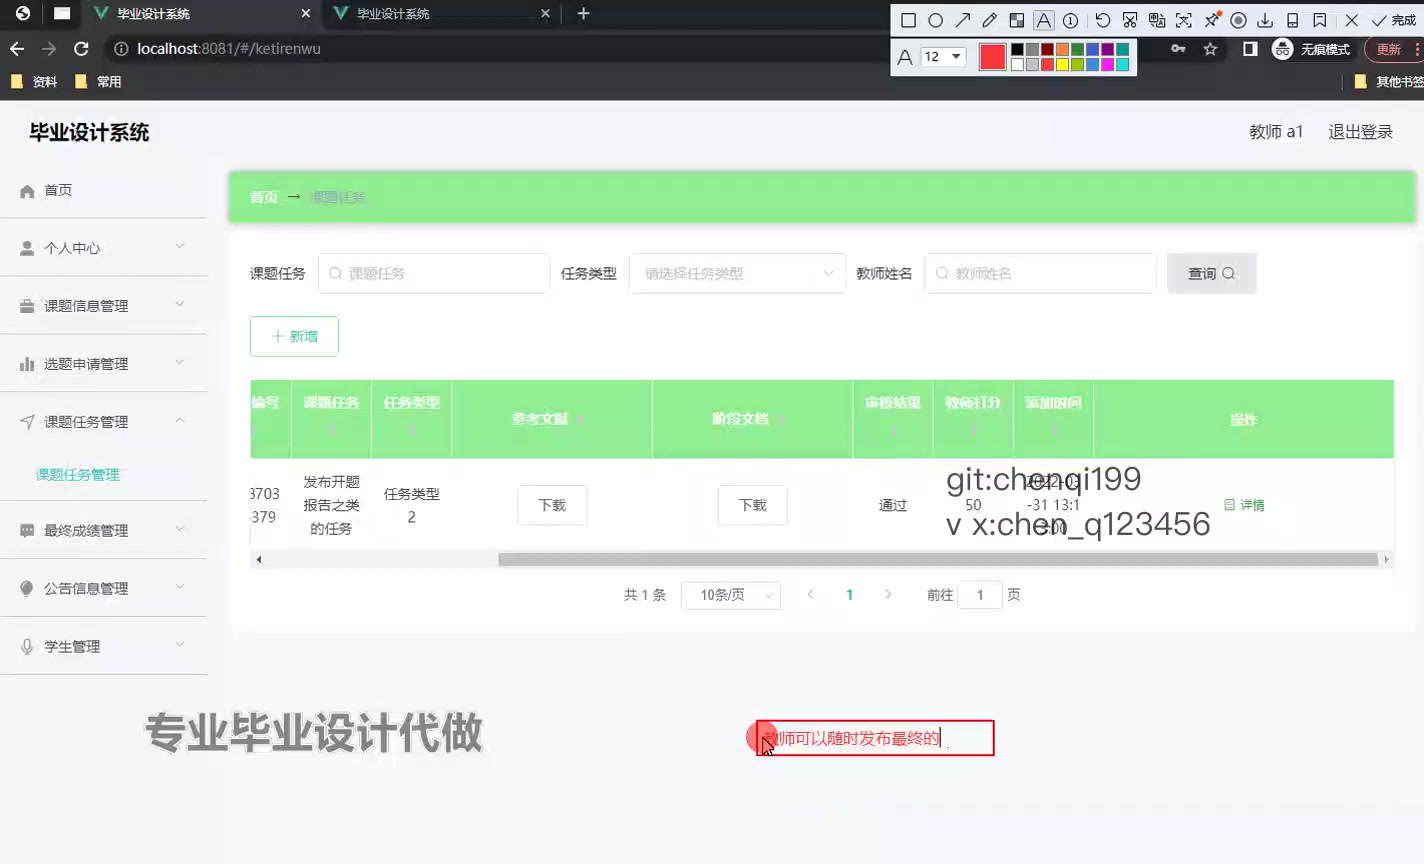 毕业设计系统
毕业设计系统
完成
localhost:8081/#/ketirenwu
A 12
无痕模式
更新
资料
常用
其他书签
毕业设计系统
教师 a1
退出登录
首页
个人中心
课题信息管理
选题申请管理
课题任务管理
课题任务管理
最终成绩管理
公告信息管理
学生管理
首页 → 课题任务
课题任务 课题任务 任务类型 请选择任务类型 教师姓名 教师姓名 查询
新增
编号 课题任务 任务类型 参考文献 阶段文档 审核结果 教师打分 添加时间 操作
3703
379
发布开题
报告之类
的任务
任务类型
2
下载
下载
通过
50
-31 13:1
详情
git:chenqi199
v x:chen_q123456
共 1 条 10条/页 1 前往 1 页
专业毕业设计代做
教师可以随时发布最终的